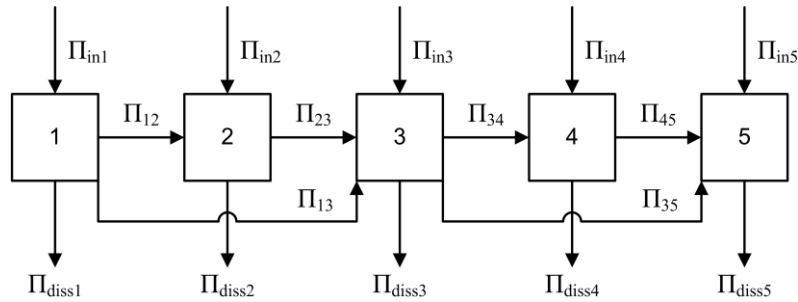 Π_in1 Π_in2 Π_in3 Π_in4 Π_in5
1 Π_12 2 Π_23 3 Π_34 4 Π_45 5
Π_13 Π_35
Π_diss1 Π_diss2 Π_diss3 Π_diss4 Π_diss5